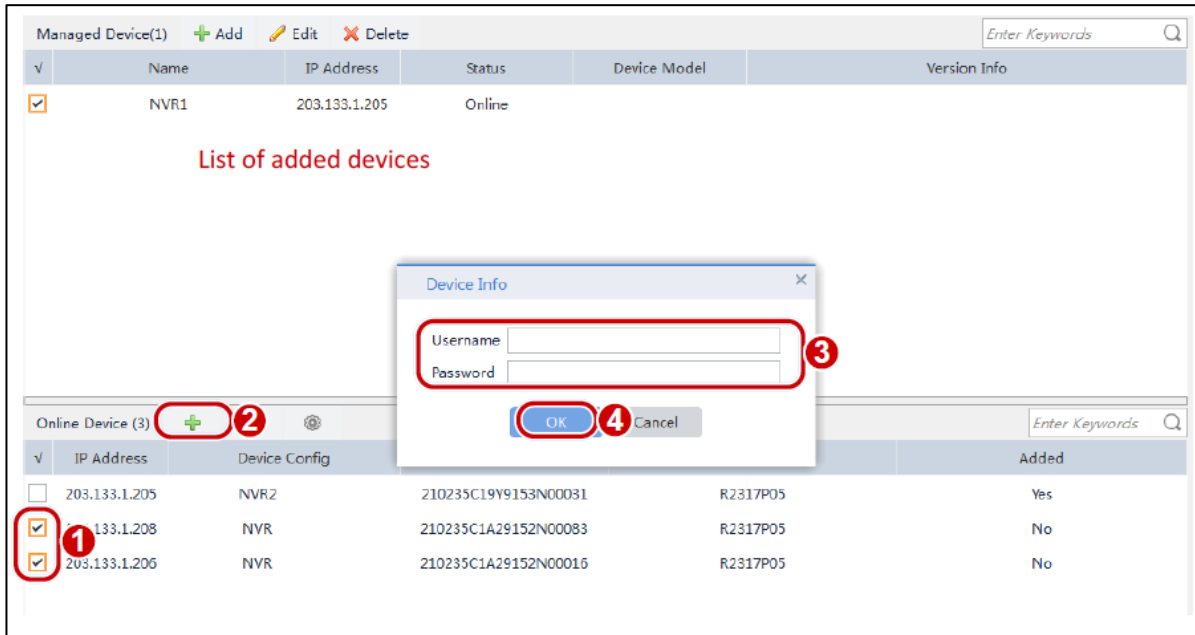 Managed Device(1) Add Edit Delete Enter Keywords
√ Name IP Address Status Device Model Version Info
NVR1 203.133.1.205 Online
List of added devices
Device Info ×
Username
3
Password
OK 4 Cancel
Online Device (3) 2 Enter Keywords
√ IP Address Device Config Added
203.133.1.205 NVR2 210235C19Y9153N00031 R2317P05 Yes
1
133.1.208 NVR 210235C1A29152N00083 R2317P05 No
203.133.1.206 NVR 210235C1A29152N00016 R2317P05 No